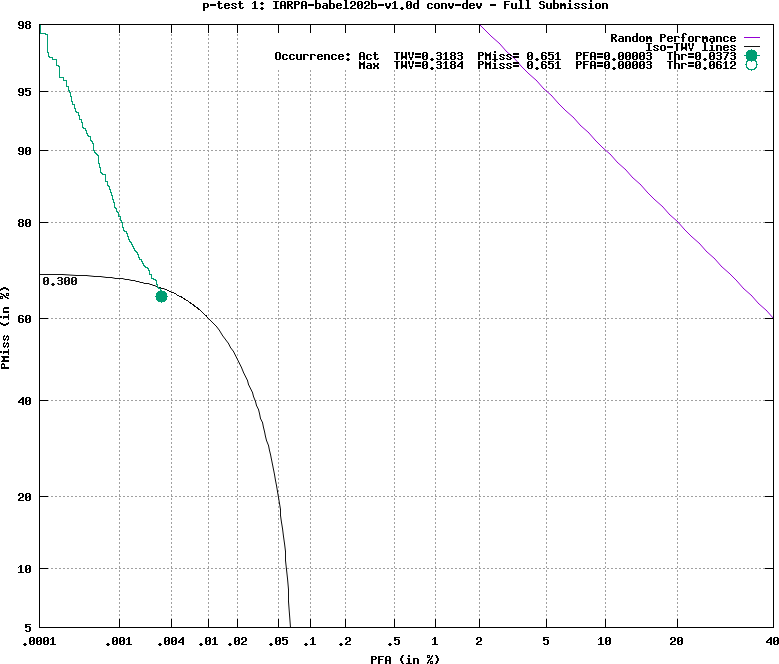 p-test 1: IARPA-babel202b-v1.0d conv-dev - Full Submission
Random Performance
Iso-TWV lines
Occurrence: Act TWV=0.3183 PMiss= 0.651 PFA=0.00003 Thr=0.0373
Max TWV=0.3184 PMiss= 0.651 PFA=0.00003 Thr=0.0612
98
95
90
80
60
40
20
10
5
PMiss (in %)
0.300
.0001 .001 .004 .01 .02 .05 .1 .2 .5 1 2 5 10 20 40
PFA (in %)